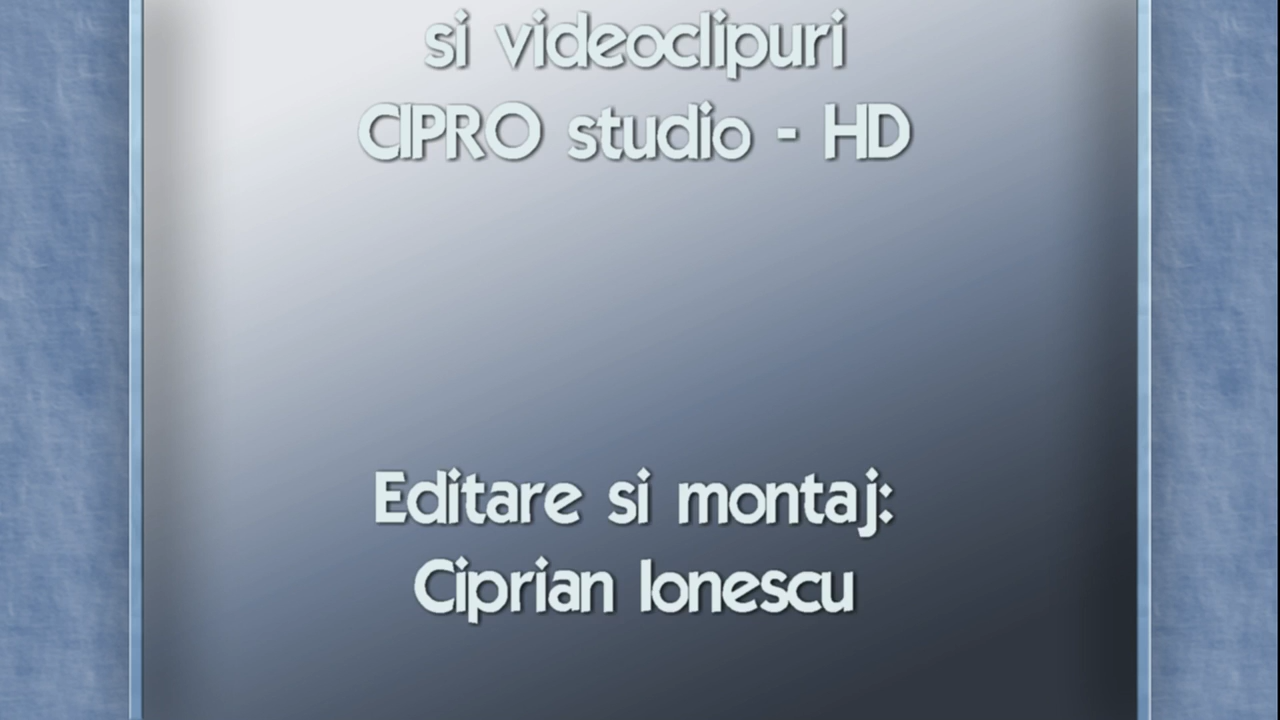 si videoclipuri
CIPRO studio - HD
Editare si montaj:
Ciprian Ionescu